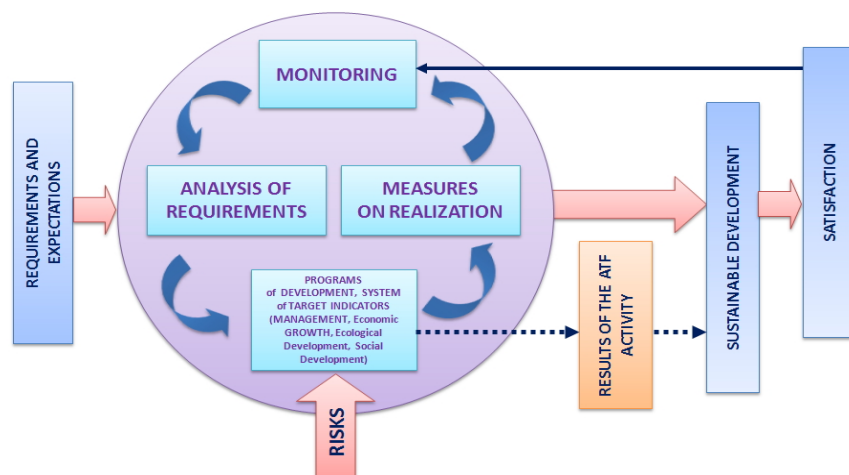 REQUIREMENTS AND
EXPECTATIONS
MONITORING
ANALYSIS OF
REQUIREMENTS
MEASURES
ON REALIZATION
PROGRAMS
of DEVELOPMENT, SYSTEM
of TARGET INDICATORS
(MANAGEMENT, Economic
GROWTH, Ecological
Development, Social
Development)
RISKS
RESULTS OF THE ATF
ACTIVITY
SUSTAINABLE DEVELOPMENT
SATISFACTION